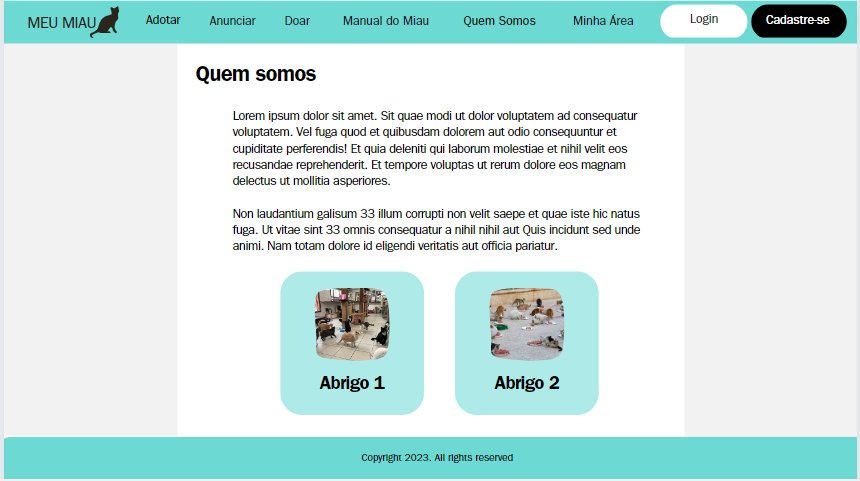 MEU MIAU
Adotar
Anunciar
Doar
Manual do Miau
Quem Somos
Minha Área
Login
Cadastre-se
Quem somos
Lorem ipsum dolor sit amet. Sit quae modi ut dolor voluptatem ad consequatur
voluptatem. Vel fuga quod et quibusdam dolorem aut odio consequuntur et
cupiditate perferendis! Et quia deleniti qui laborum molestiae et nihil velit eos
recusandae reprehenderit. Et tempore voluptas ut rerum dolore eos magnam
delectus ut mollitia asperiores.
Non laudantium galisum 33 illum corrupti non velit saepe et quae iste hic natus
fuga. Ut vitae sint 33 omnis consequatur a nihil nihil aut Quis incidunt sed unde
animi. Nam totam dolore id eligendi veritatis aut officia pariatur.
Abrigo 1
Abrigo 2
Copyright 2023. All rights reserved